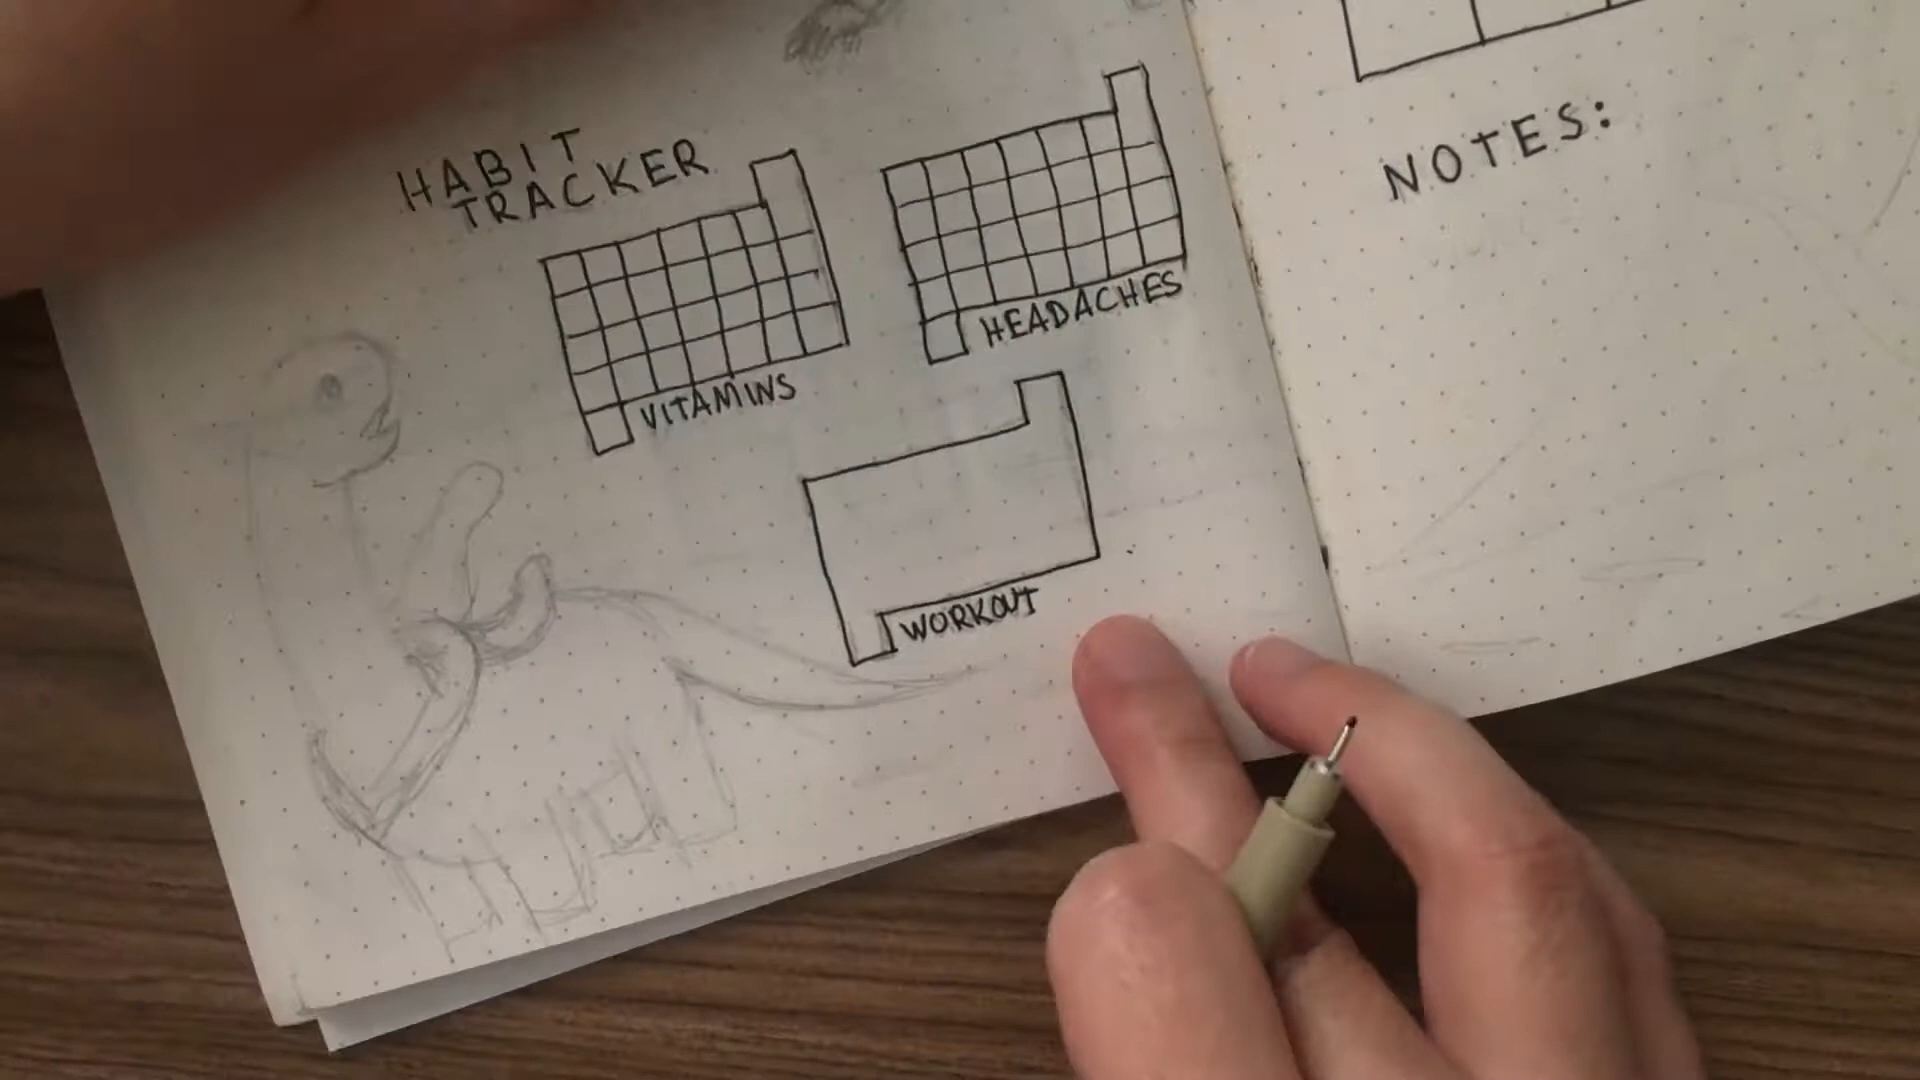 HABIT
TRACKER
VITAMINS
HEADACHES
WORKOUT
NOTES: